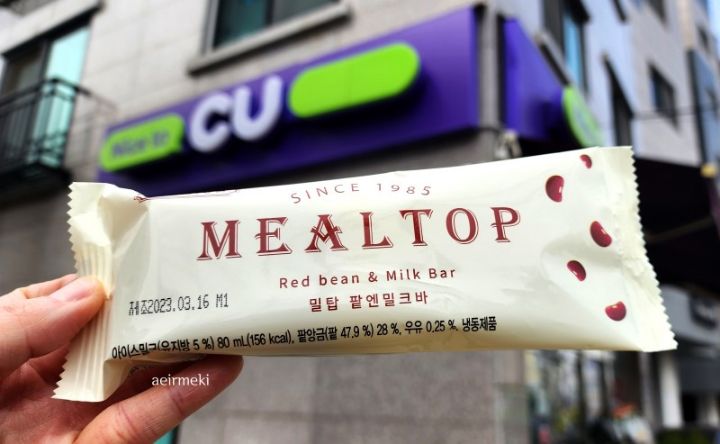 Nice to CU
SINCE 1985
MEALTOP
Red bean & Milk Bar
밀탑 팥엔밀크바
제조2023.03.16 M1
아이스밀크(유지방 5 %) 80 mL(156 kcal), 팥앙금(팥 47.9 %) 28 %, 우유 0.25 %, 냉동제품
aeirmeki